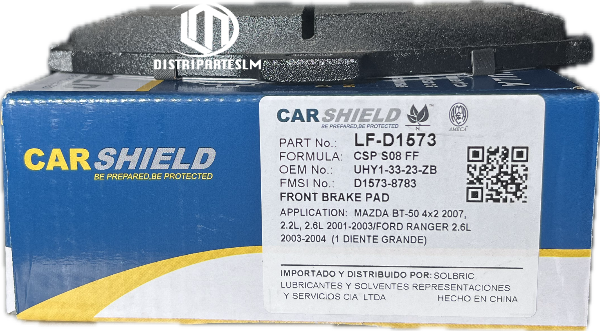 DISTRIPARTESLM
CARSHIELD
BE PREPARED,BE PROTECTED
CARSHIELD
BE PREPARED,BE PROTECTED
N
AMECA
PART No.: LF-D1573
FORMULA: CSP S08 FF
OEM No.: UHY1-33-23-ZB
FMSI No.: D1573-8783
FRONT BRAKE PAD
APPLICATION: MAZDA BT-50 4x2 2007,
2.2L, 2.6L 2001-2003/FORD RANGER 2.6L
2003-2004 (1 DIENTE GRANDE)
IMPORTADO Y DISTRIBUIDO POR: SOLBRIC
LUBRICANTES Y SOLVENTES REPRESENTACIONES
Y SERVICIOS CIA LTDA HECHO EN CHINA